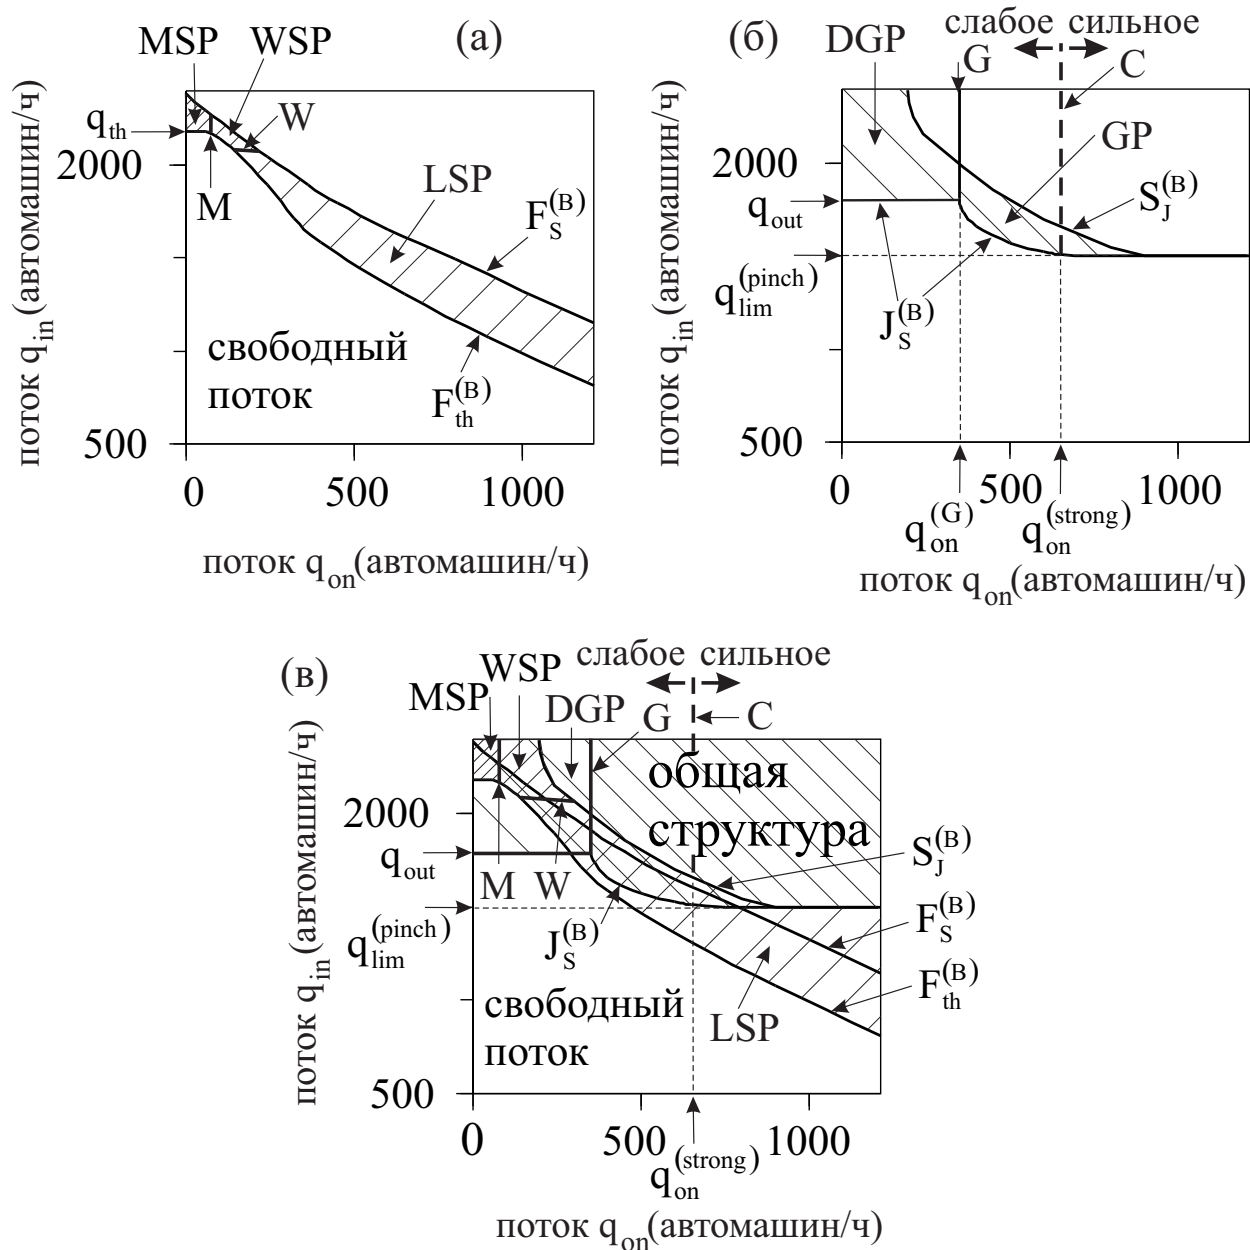 (а)
MSP
WSP
W
q_th
2000
M
LSP
F_S^(B)
свободный
поток
F_th^(B)
500
0
500
1000
поток q_in (автомашин/ч)
поток q_on(автомашин/ч)
(б)
слабое
сильное
DGP
G
C
GP
2000
S_J^(B)
q_out
q_lim^(pinch)
J_S^(B)
500
0
500
1000
q_on^(G)
q_on^(strong)
поток q_in (автомашин/ч)
поток q_on(автомашин/ч)
(в)
слабое
сильное
WSP
MSP
DGP
G
C
общая
структура
2000
q_out
M
W
S_J^(B)
q_lim^(pinch)
J_S^(B)
F_S^(B)
F_th^(B)
LSP
свободный
поток
500
0
500
1000
q_on^(strong)
поток q_in (автомашин/ч)
поток q_on(автомашин/ч)